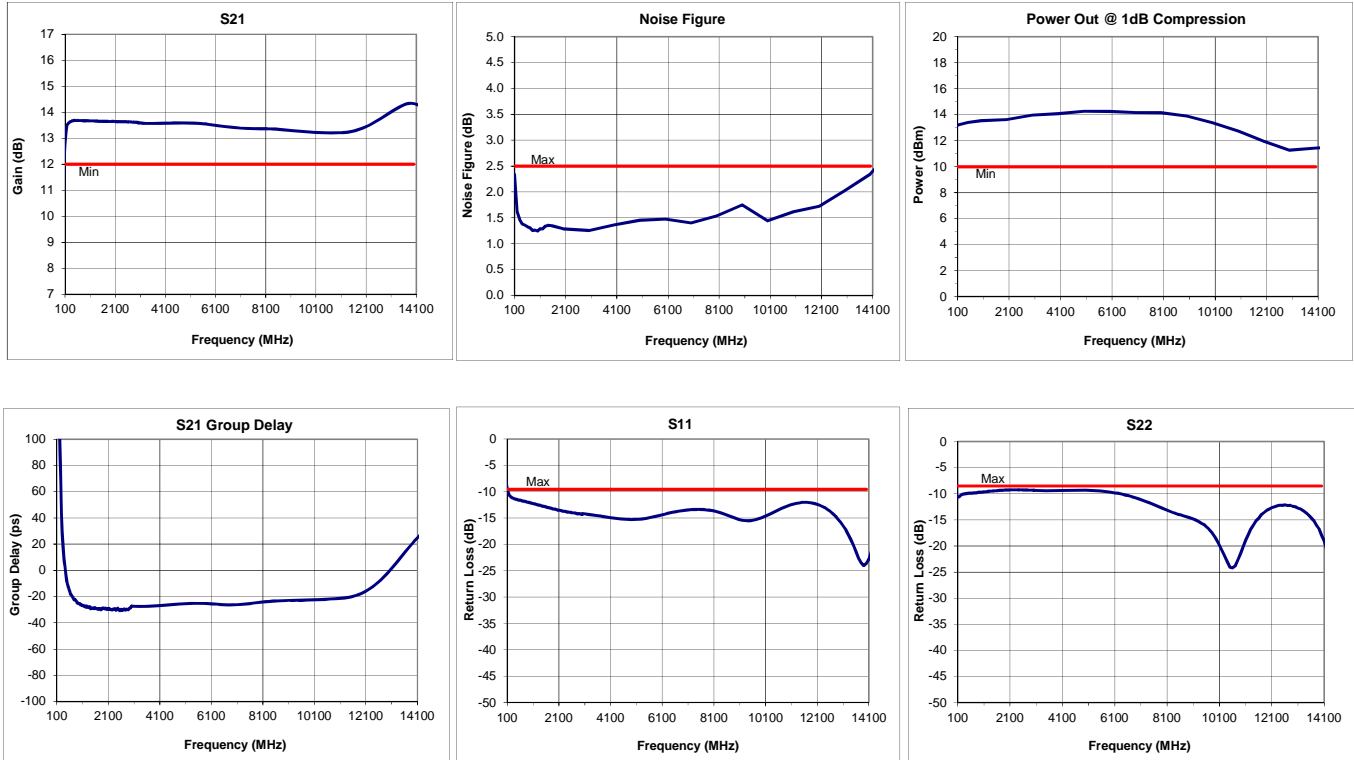 S21
17
16
15
14
13
12
11
10
9
8
7
Gain (dB)
Min
100 2100 4100 6100 8100 10100 12100 14100
Frequency (MHz)
Noise Figure
5.0
4.5
4.0
3.5
3.0
2.5
2.0
1.5
1.0
0.5
0.0
Noise Figure (dB)
Max
100 2100 4100 6100 8100 10100 12100 14100
Frequency (MHz)
Power Out @ 1dB Compression
20
18
16
14
12
10
8
6
4
2
0
Power (dBm)
Min
100 2100 4100 6100 8100 10100 12100 14100
Frequency (MHz)
S21 Group Delay
100
80
60
40
20
0
-20
-40
-60
-80
-100
Group Delay (ps)
100 2100 4100 6100 8100 10100 12100 14100
Frequency (MHz)
S11
0
-5
-10
-15
-20
-25
-30
-35
-40
-45
-50
Return Loss (dB)
Max
100 2100 4100 6100 8100 10100 12100 14100
Frequency (MHz)
S22
0
-5
-10
-15
-20
-25
-30
-35
-40
-45
-50
Return Loss (dB)
Max
100 2100 4100 6100 8100 10100 12100 14100
Frequency (MHz)